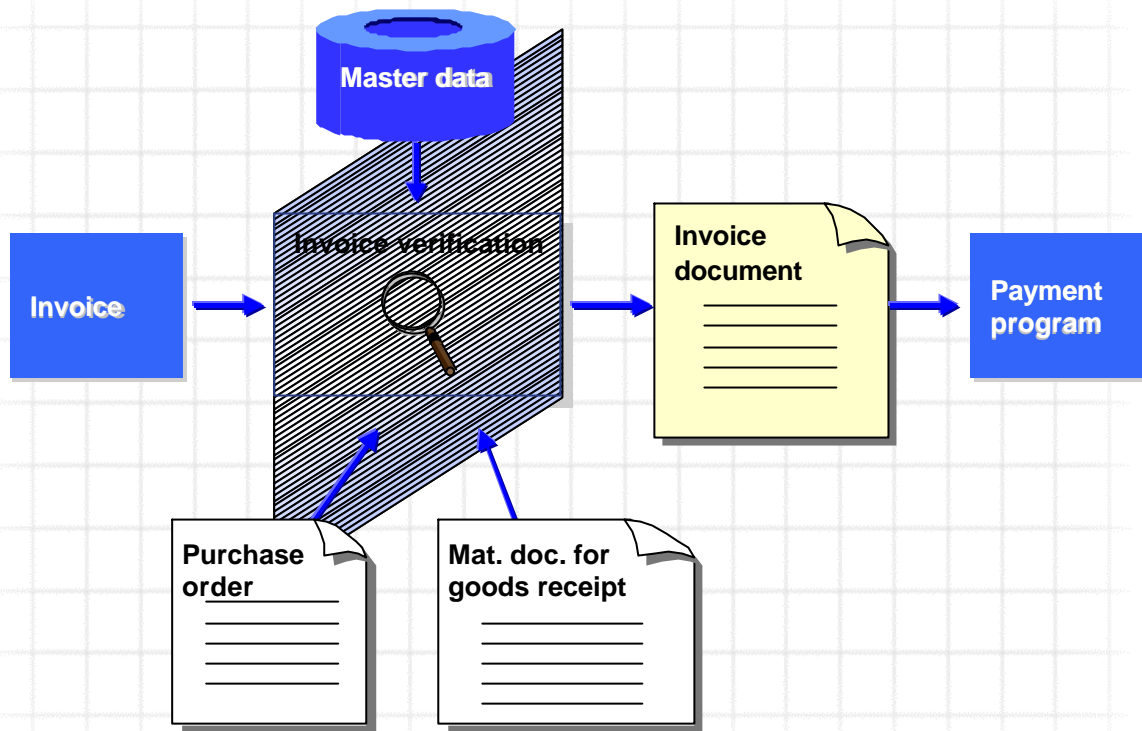 Master data
Invoice verification
Invoice
Invoice
document
Payment
program
Purchase
order
Mat. doc. for
goods receipt